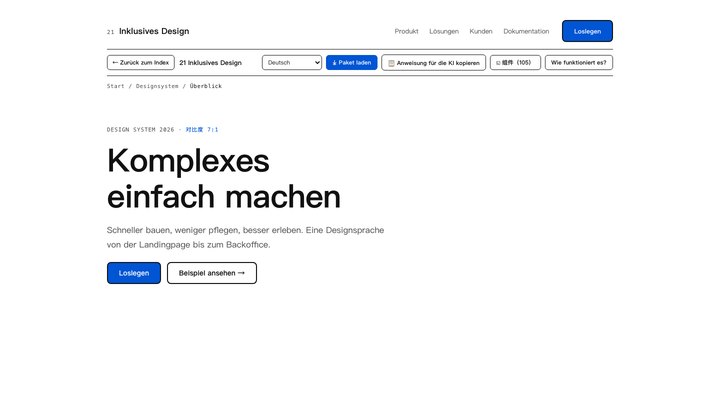 21 Inklusives Design
Produkt Lösungen Kunden Dokumentation Loslegen
← Zurück zum Index 21 Inklusives Design Deutsch ↓ Paket laden 📋 Anweisung für die KI kopieren 组件 (105) Wie funktioniert es?
Start / Designsystem / Überblick
DESIGN SYSTEM 2026 · 对比度 7:1
Komplexes
einfach machen
Schneller bauen, weniger pflegen, besser erleben. Eine Designsprache
von der Landingpage bis zum Backoffice.
Loslegen Beispiel ansehen →